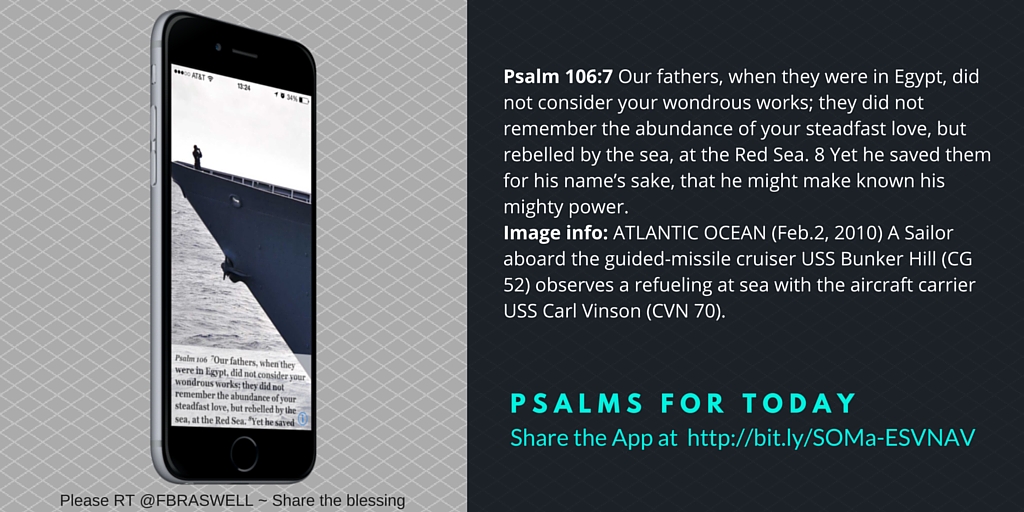 ●●●○○ AT&T
13:24
34%
Psalm 106 7Our fathers, when they
were in Egypt, did not consider your
wondrous works; they did not
remember the abundance of your
steadfast love, but rebelled by the
sea, at the Red Sea. 8Yet he saved
Please RT @FBRASWELL ~ Share the blessing
Psalm 106:7 Our fathers, when they were in Egypt, did
not consider your wondrous works; they did not
remember the abundance of your steadfast love, but
rebelled by the sea, at the Red Sea. 8 Yet he saved them
for his name's sake, that he might make known his
mighty power.
Image info: ATLANTIC OCEAN (Feb.2, 2010) A Sailor
aboard the guided-missile cruiser USS Bunker Hill (CG
52) observes a refueling at sea with the aircraft carrier
USS Carl Vinson (CVN 70).
PSALMS FOR TODAY
Share the App at http://bit.ly/SOMa-ESVNAV